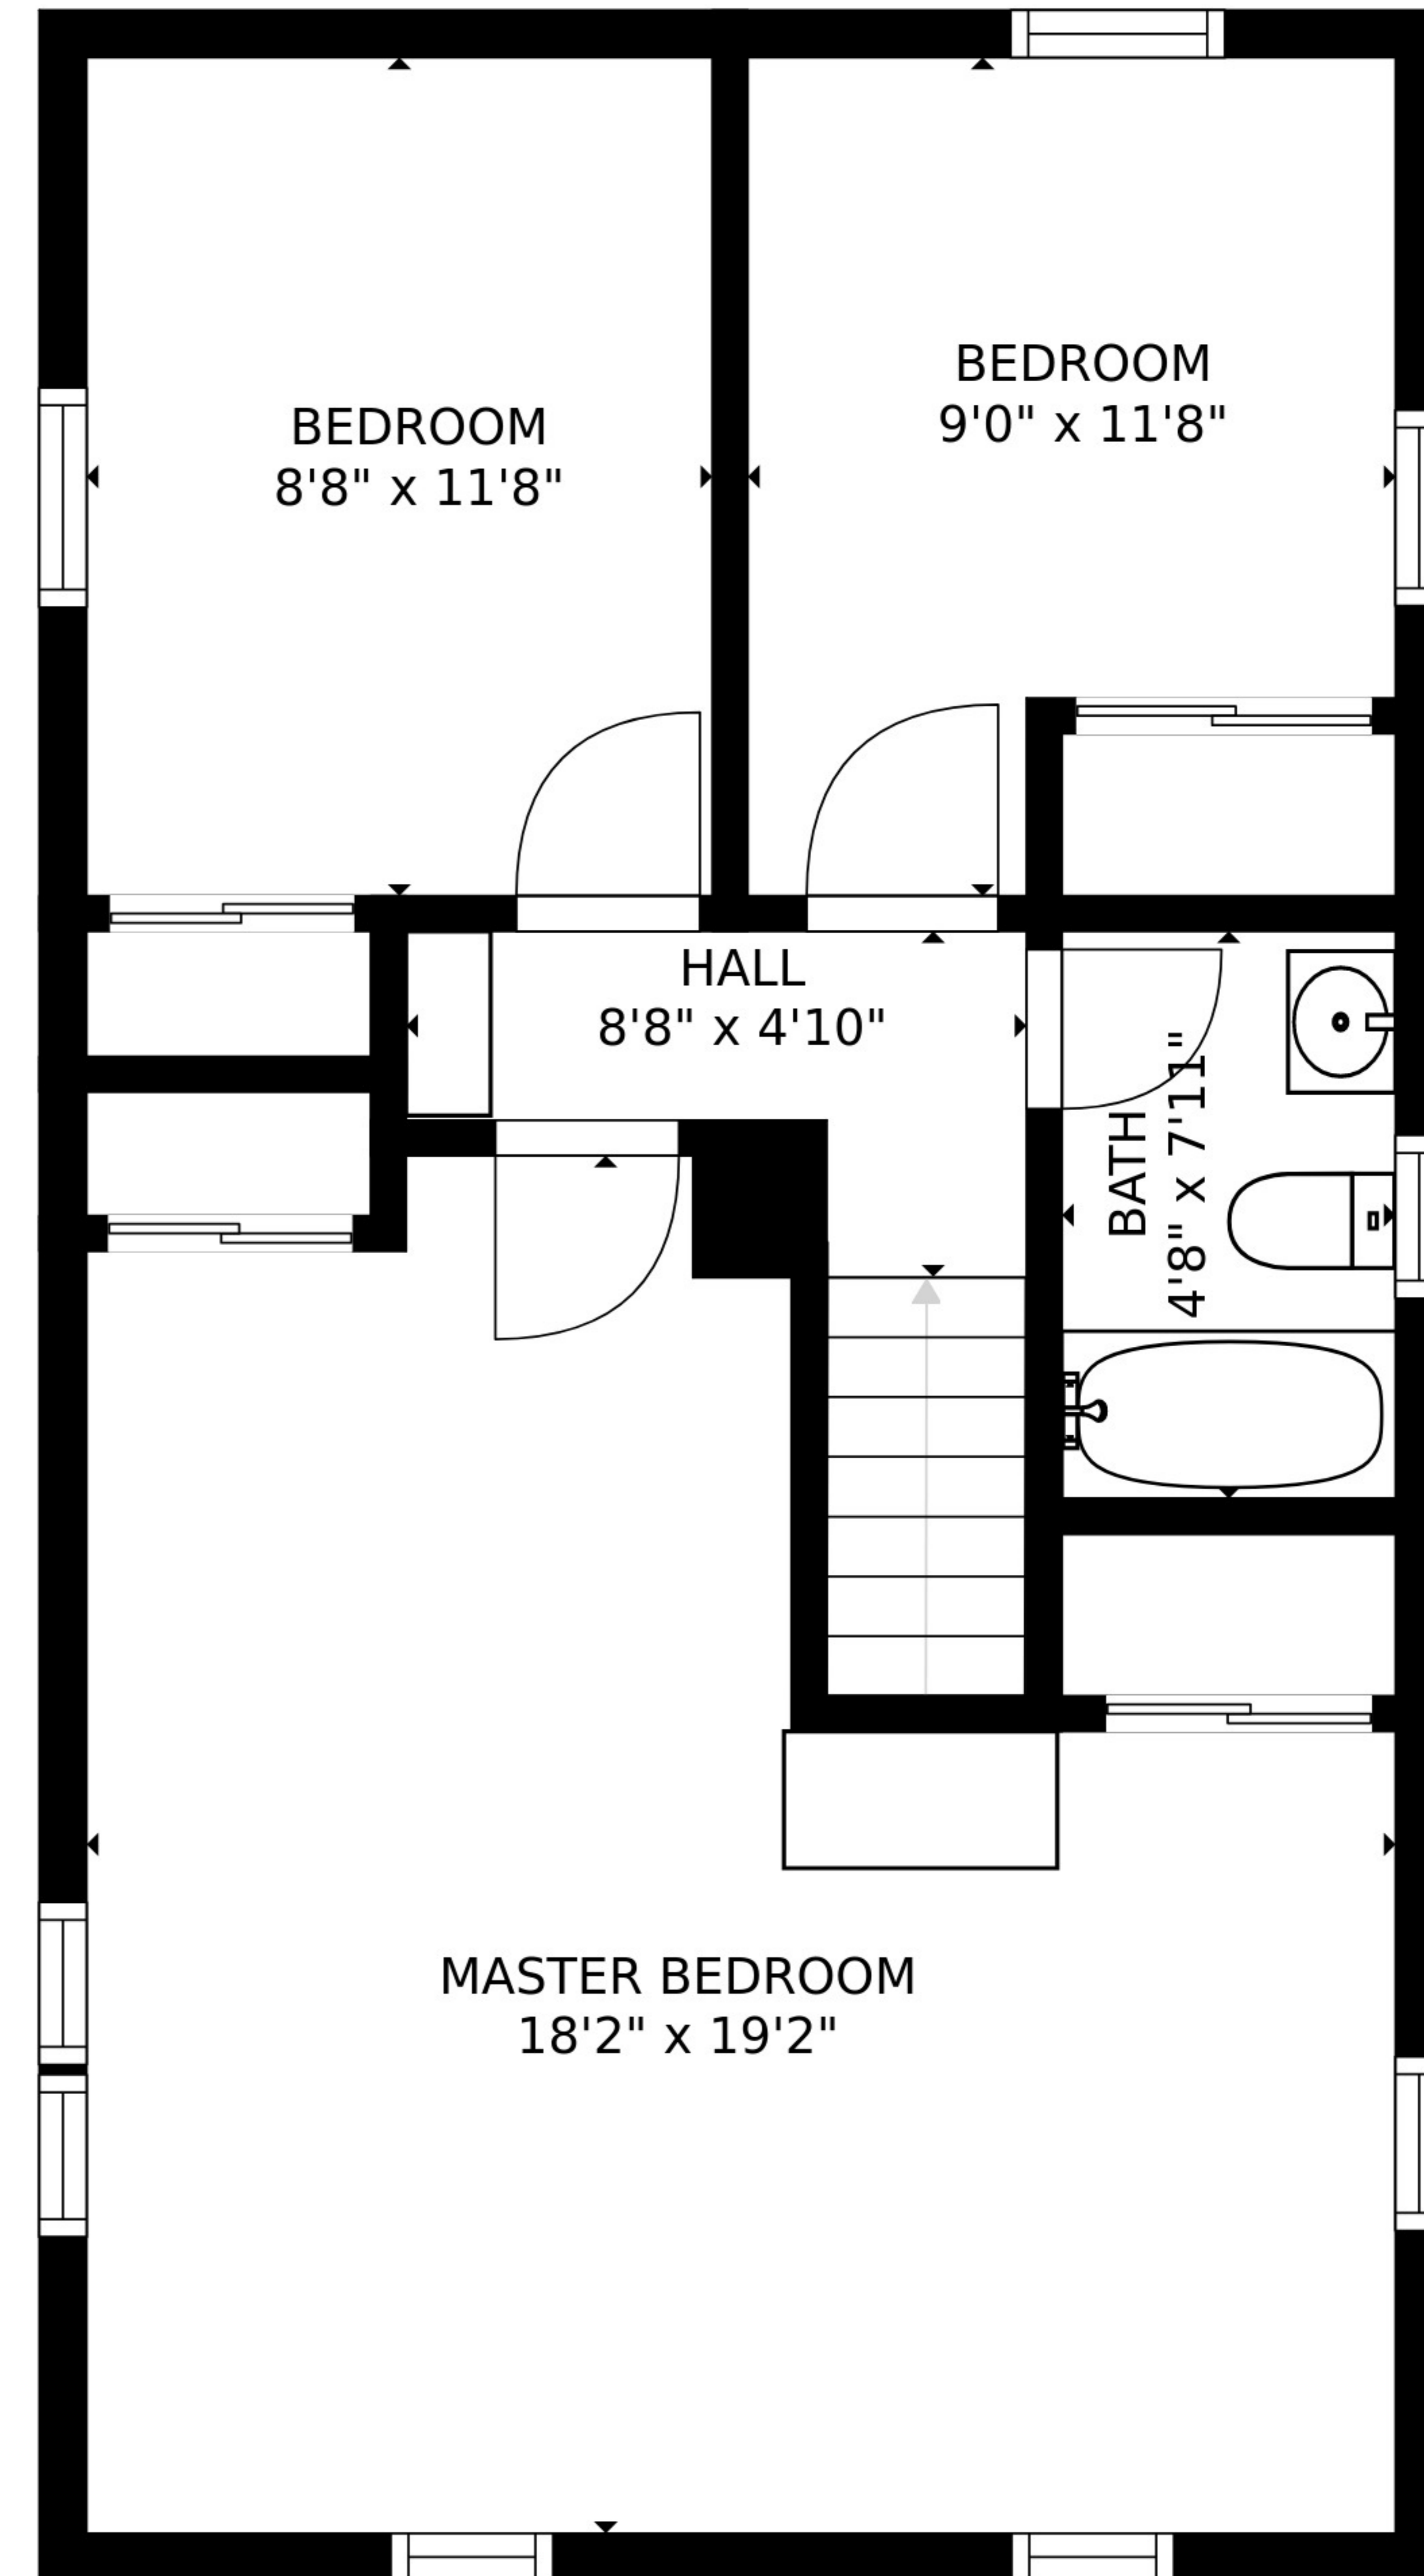 BEDROOM
8'8" x 11'8"
BEDROOM
9'0" x 11'8"
HALL
8'8" x 4'10"
BATH
4'8" x 7'11"
MASTER BEDROOM
18'2" x 19'2"